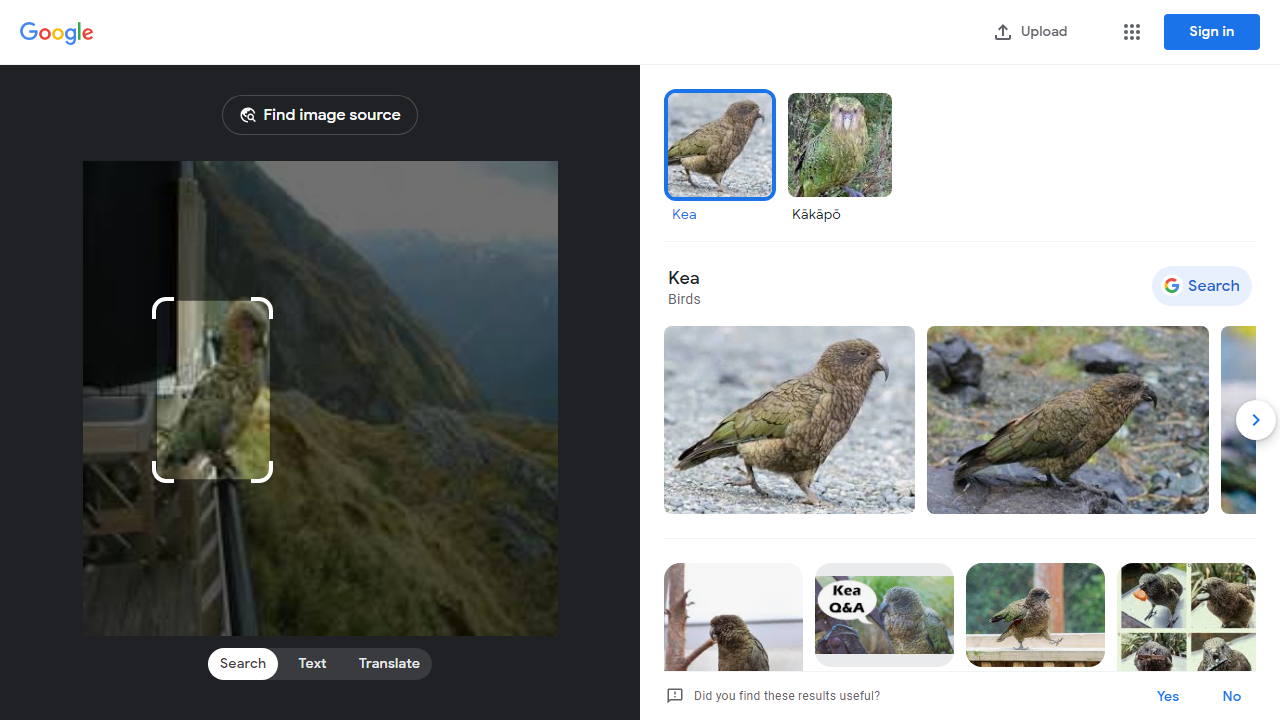 Google
Upload
Sign in
Find image source
Kea
Kākāpō
Kea
Birds
Search
Kea
Q&A
Search
Text
Translate
Did you find these results useful?
Yes
No